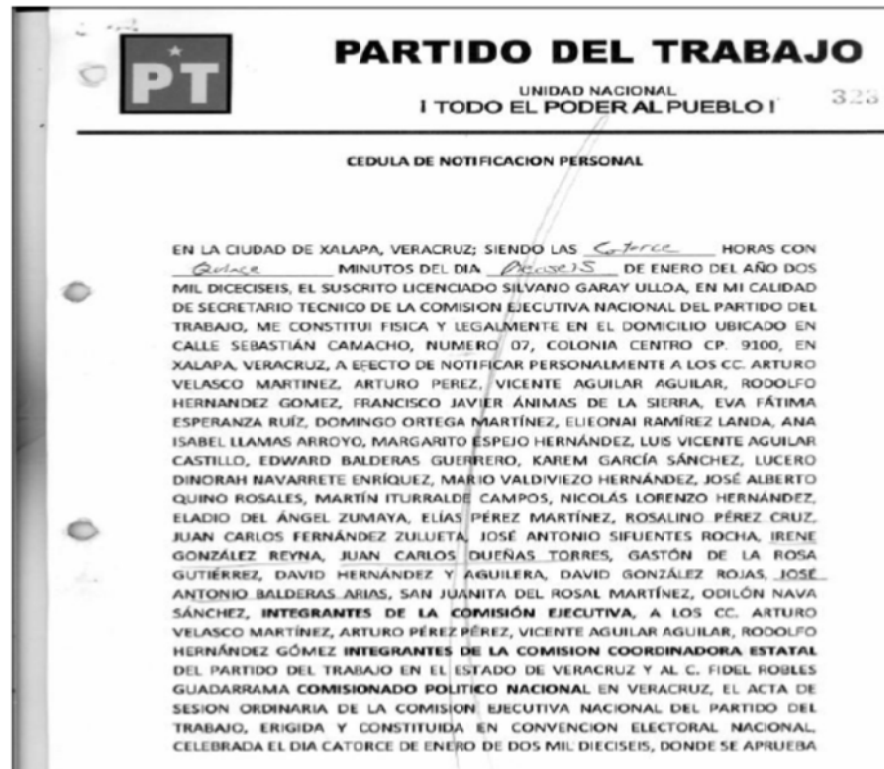 PT
PARTIDO DEL TRABAJO
UNIDAD NACIONAL
¡ TODO EL PODER AL PUEBLO !
323
CEDULA DE NOTIFICACION PERSONAL
EN LA CIUDAD DE XALAPA, VERACRUZ; SIENDO LAS Catorce HORAS CON
Quince MINUTOS DEL DIA Dieciseis DE ENERO DEL AÑO DOS
MIL DIECISEIS, EL SUSCRITO LICENCIADO SILVANO GARAY ULLOA, EN MI CALIDAD
DE SECRETARIO TECNICO DE LA COMISION EJECUTIVA NACIONAL DEL PARTIDO DEL
TRABAJO, ME CONSTITUI FISICA Y LEGALMENTE EN EL DOMICILIO UBICADO EN
CALLE SEBASTIÁN CAMACHO, NUMERO 07, COLONIA CENTRO CP. 9100, EN
XALAPA, VERACRUZ, A EFECTO DE NOTIFICAR PERSONALMENTE A LOS CC. ARTURO
VELASCO MARTINEZ, ARTURO PEREZ, VICENTE AGUILAR AGUILAR, RODOLFO
HERNANDEZ GOMEZ, FRANCISCO JAVIER ÁNIMAS DE LA SIERRA, EVA FÁTIMA
ESPERANZA RUÍZ, DOMINGO ORTEGA MARTÍNEZ, ELIEONAI RAMÍREZ LANDA, ANA
ISABEL LLAMAS ARROYO, MARGARITO ESPEJO HERNÁNDEZ, LUIS VICENTE AGUILAR
CASTILLO, EDWARD BALDERAS GUERRERO, KAREM GARCÍA SÁNCHEZ, LUCERO
DINORAH NAVARRETE ENRÍQUEZ, MARIO VALDIVIEZO HERNÁNDEZ, JOSÉ ALBERTO
QUINO ROSALES, MARTÍN ITURRALDE CAMPOS, NICOLÁS LORENZO HERNÁNDEZ,
ELADIO DEL ÁNGEL ZUMAYA, ELÍAS PÉREZ MARTÍNEZ, ROSALINO PÉREZ CRUZ,
JUAN CARLOS FERNÁNDEZ ZULUETA, JOSÉ ANTONIO SIFUENTES ROCHA, IRENE
GONZÁLEZ REYNA, JUAN CARLOS DUEÑAS TORRES, GASTÓN DE LA ROSA
GUTIÉRREZ, DAVID HERNÁNDEZ Y AGUILERA, DAVID GONZÁLEZ ROJAS, JOSÉ
ANTONIO BALDERAS ARIAS, SAN JUANITA DEL ROSAL MARTÍNEZ, ODILÓN NAVA
SÁNCHEZ, INTEGRANTES DE LA COMISIÓN EJECUTIVA, A LOS CC. ARTURO
VELASCO MARTÍNEZ, ARTURO PÉREZ PÉREZ, VICENTE AGUILAR AGUILAR, RODOLFO
HERNÁNDEZ GÓMEZ INTEGRANTES DE LA COMISION COORDINADORA ESTATAL
DEL PARTIDO DEL TRABAJO EN EL ESTADO DE VERACRUZ Y AL C. FIDEL ROBLES
GUADARRAMA COMISIONADO POLITICO NACIONAL EN VERACRUZ, EL ACTA DE
SESION ORDINARIA DE LA COMISION EJECUTIVA NACIONAL DEL PARTIDO DEL
TRABAJO, ERIGIDA Y CONSTITUIDA EN CONVENCION ELECTORAL NACIONAL,
CELEBRADA EL DIA CATORCE DE ENERO DE DOS MIL DIECISEIS, DONDE SE APRUEBA